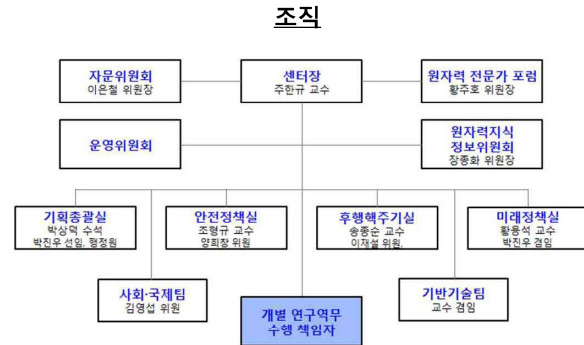 조직
자문위원회
이은철 위원장
센터장
주한규 교수
원자력 전문가 포럼
황주호 위원장
운영위원회
원자력지식
정보위원회
장종화 위원장
기획총괄실
박상덕 수석
박진우 선임, 행정원
안전정책실
조형규 교수
양희창 위원
후행핵주기실
송종순 교수
이재설 위원,
미래정책실
황용석 교수
박진우 겸임
사회·국제팀
김영섭 위원
개별 연구역무
수행 책임자
기반기술팀
교수 겸임